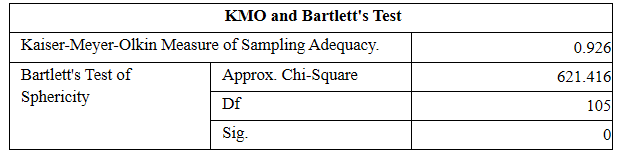 KMO and Bartlett's Test
Kaiser-Meyer-Olkin Measure of Sampling Adequacy. 0.926
Bartlett's Test of Sphericity Approx. Chi-Square 621.416
Df 105
Sig. 0